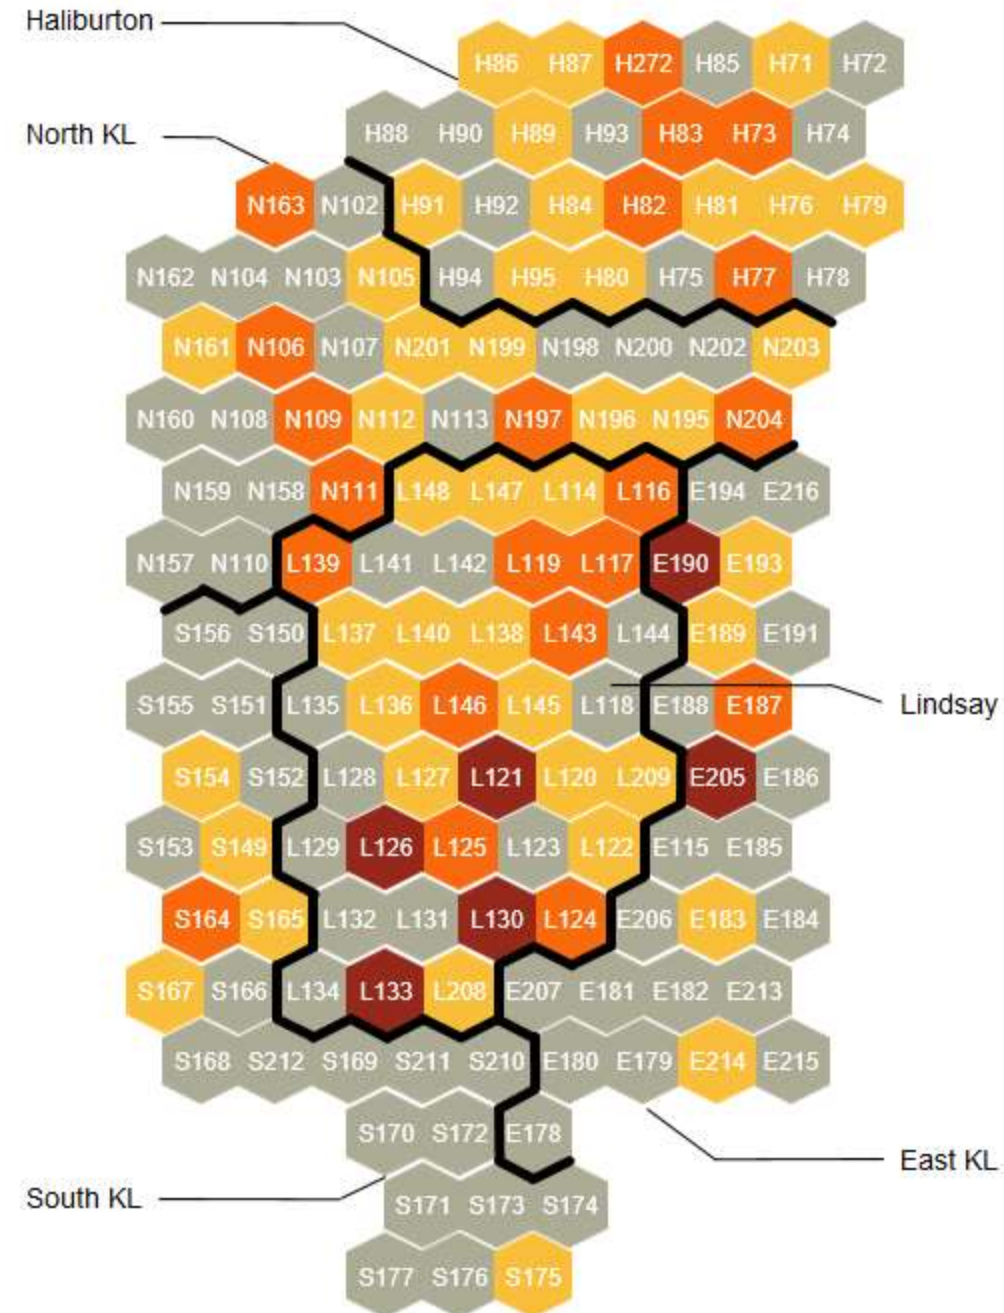 Haliburton
H86 H87 H272 H85 H71 H72
North KL
H88 H90 H89 H93 H83 H73 H74
N163 N102 H91 H92 H84 H82 H81 H76 H79
N162 N104 N103 N105 H94 H95 H80 H75 H77 H78
N161 N106 N107 N201 N199 N198 N200 N202 N203
N160 N108 N109 N112 N113 N197 N196 N195 N204
N159 N158 N111 L148 L147 L114 L116 E194 E216
N157 N110 L139 L141 L142 L119 L117 E190 E193
S156 S150 L137 L140 L138 L143 L144 E189 E191
S155 S151 L135 L136 L146 L145 L118 E188 E187
Lindsay
S154 S152 L128 L127 L121 L120 L209 E205 E186
S153 S149 L129 L126 L125 L123 L122 E115 E185
S164 S165 L132 L131 L130 L124 E206 E183 E184
S167 S166 L134 L133 L208 E207 E181 E182 E213
S168 S212 S169 S211 S210 E180 E179 E214 E215
S170 S172 E178
East KL
South KL
S171 S173 S174
S177 S176 S175